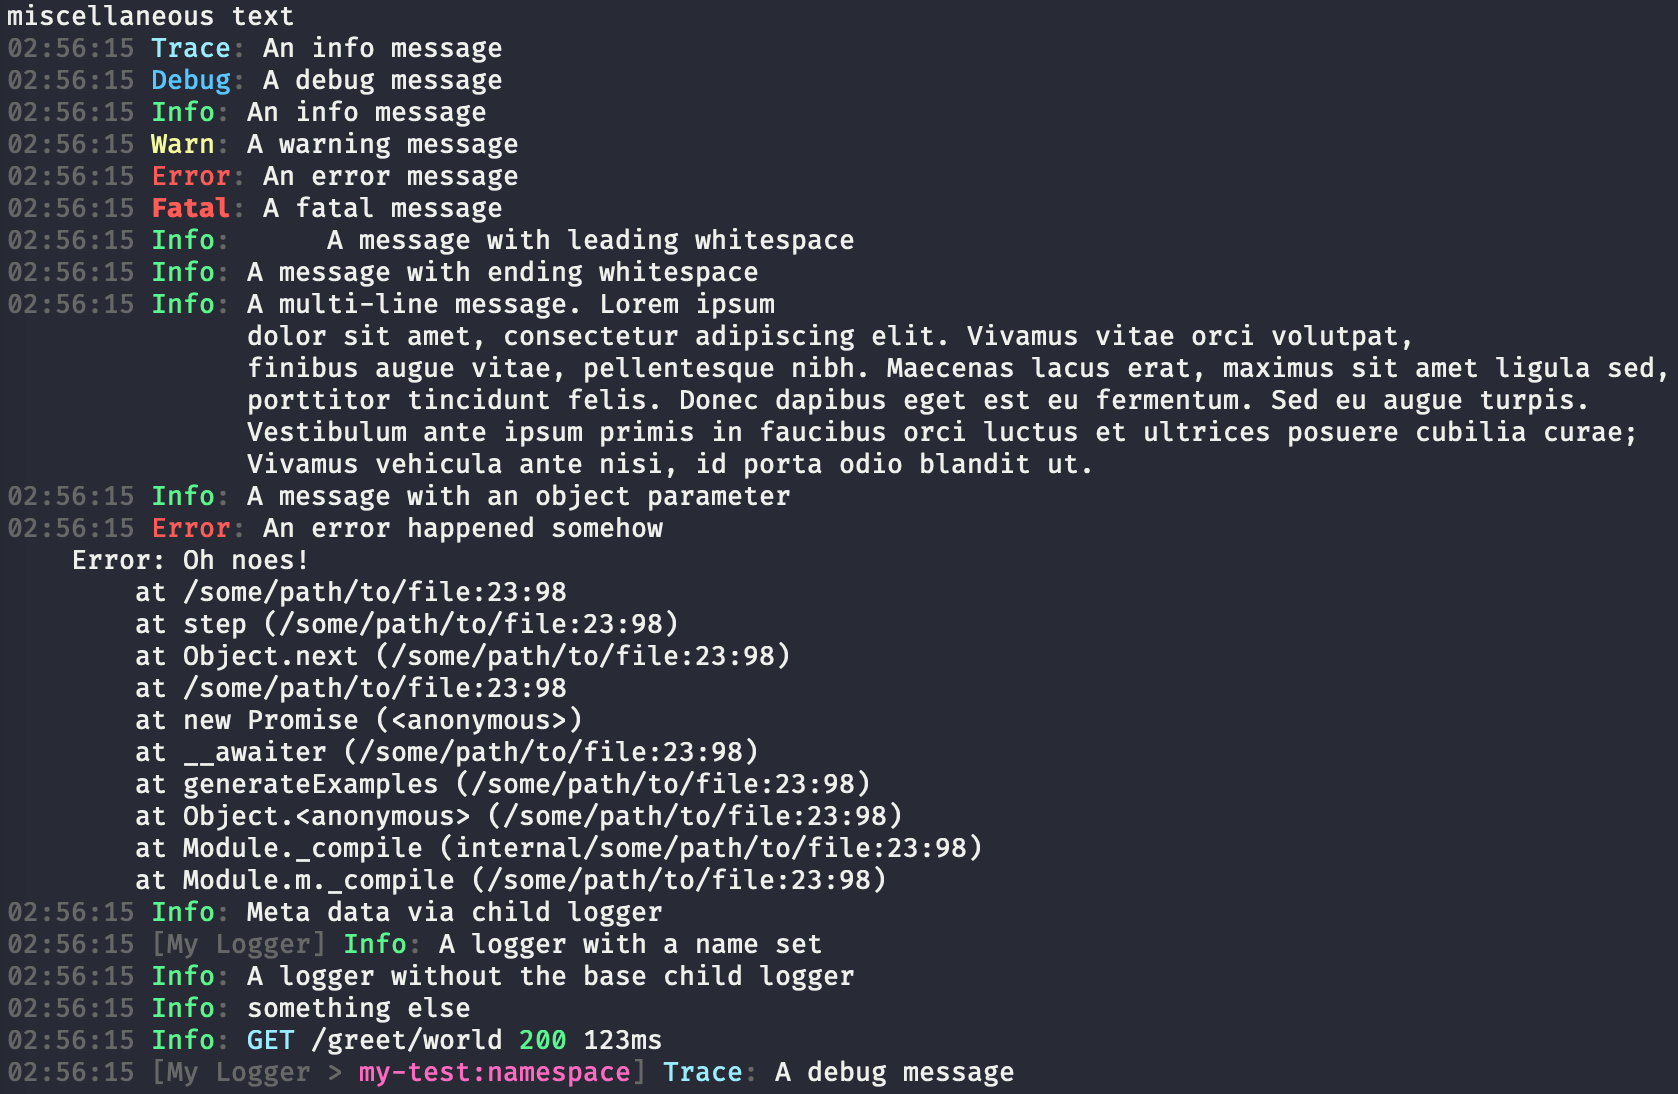 miscellaneous text
02:56:15 Trace: An info message
02:56:15 Debug: A debug message
02:56:15 Info: An info message
02:56:15 Warn: A warning message
02:56:15 Error: An error message
02:56:15 Fatal: A fatal message
02:56:15 Info:      A message with leading whitespace
02:56:15 Info: A message with ending whitespace
02:56:15 Info: A multi-line message. Lorem ipsum
               dolor sit amet, consectetur adipiscing elit. Vivamus vitae orci volutpat,
               finibus augue vitae, pellentesque nibh. Maecenas lacus erat, maximus sit amet ligula sed,
               porttitor tincidunt felis. Donec dapibus eget est eu fermentum. Sed eu augue turpis.
               Vestibulum ante ipsum primis in faucibus orci luctus et ultrices posuere cubilia curae;
               Vivamus vehicula ante nisi, id porta odio blandit ut.
02:56:15 Info: A message with an object parameter
02:56:15 Error: An error happened somehow
    Error: Oh noes!
        at /some/path/to/file:23:98
        at step (/some/path/to/file:23:98)
        at Object.next (/some/path/to/file:23:98)
        at /some/path/to/file:23:98
        at new Promise (<anonymous>)
        at __awaiter (/some/path/to/file:23:98)
        at generateExamples (/some/path/to/file:23:98)
        at Object.<anonymous> (/some/path/to/file:23:98)
        at Module._compile (internal/some/path/to/file:23:98)
        at Module.m._compile (/some/path/to/file:23:98)
02:56:15 Info: Meta data via child logger
02:56:15 [My Logger] Info: A logger with a name set
02:56:15 Info: A logger without the base child logger
02:56:15 Info: something else
02:56:15 Info: GET /greet/world 200 123ms
02:56:15 [My Logger > my-test:namespace] Trace: A debug message